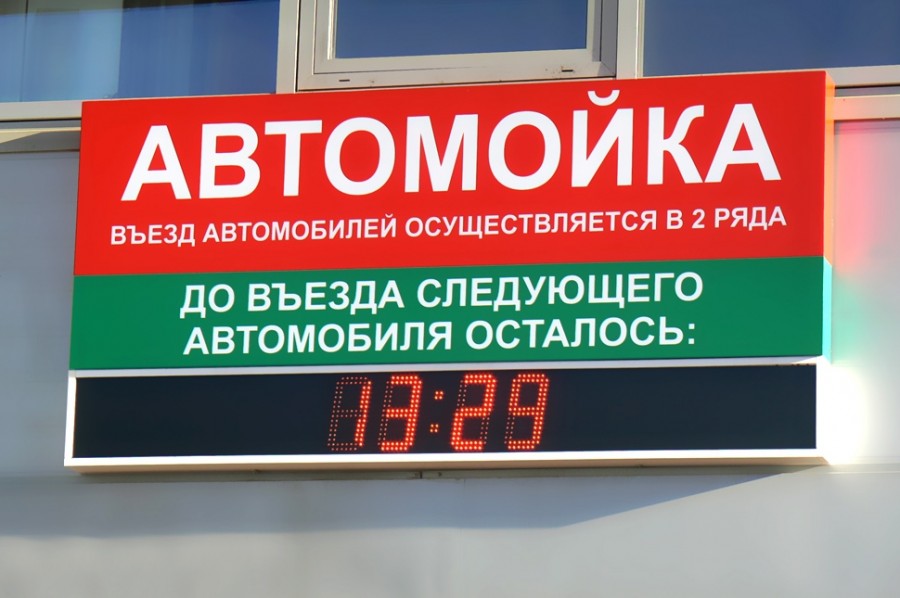 АВТОМОЙКА
ВЪЕЗД АВТОМОБИЛЕЙ ОСУЩЕСТВЛЯЕТСЯ В 2 РЯДА
ДО ВЪЕЗДА СЛЕДУЮЩЕГО
АВТОМОБИЛЯ ОСТАЛОСЬ:
13:29